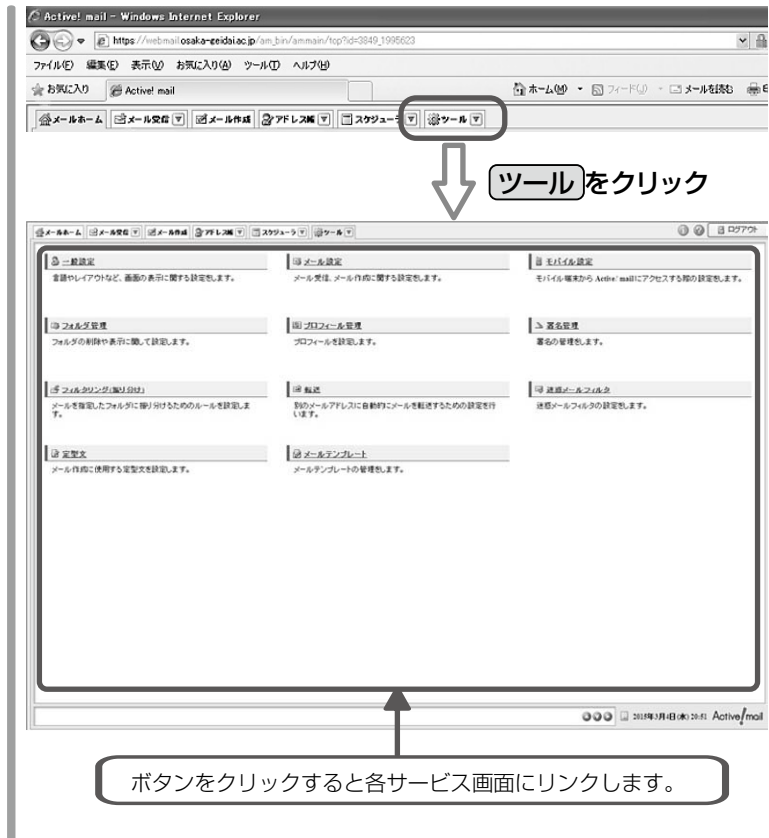 Active! mail - Windows Internet Explorer
https://webmail.osaka-geidai.ac.jp/am_bin/ammain/top?id=3849_1995623
ファイル(F) 編集(E) 表示(V) お気に入り(A) ツール(T) ヘルプ(H)
お気に入り Active! mail ホーム(M) フィード(J) メールを読む
メールホーム メール受信 メール作成 アドレス帳 スケジューラ ツール
ツールをクリック
メールホーム メール受信 メール作成 アドレス帳 スケジューラ ツール ログアウト
一般設定 メール設定 モバイル設定
言語やレイアウトなど、画面の表示に関する設定をします。 メール受信、メール作成に関する設定をします。 モバイル端末から Active! mailにアクセスする際の設定をします。
フォルダ管理 プロフィール管理 署名管理
フォルダの削除や表示に関して設定します。 プロフィールを設定します。 署名の管理をします。
フィルタリング(振り分け) 転送 迷惑メールフィルタ
メールを指定したフォルダに振り分けるためのルールを設定しま 別のメールアドレスに自動的にメールを転送するための設定を行 迷惑メールフィルタの設定をします。
す。 います。
定型文 メールテンプレート
メール作成に使用する定型文を設定します。 メールテンプレートの管理をします。
2015年3月4日(水) 20:51 Active! mail
ボタンをクリックすると各サービス画面にリンクします。